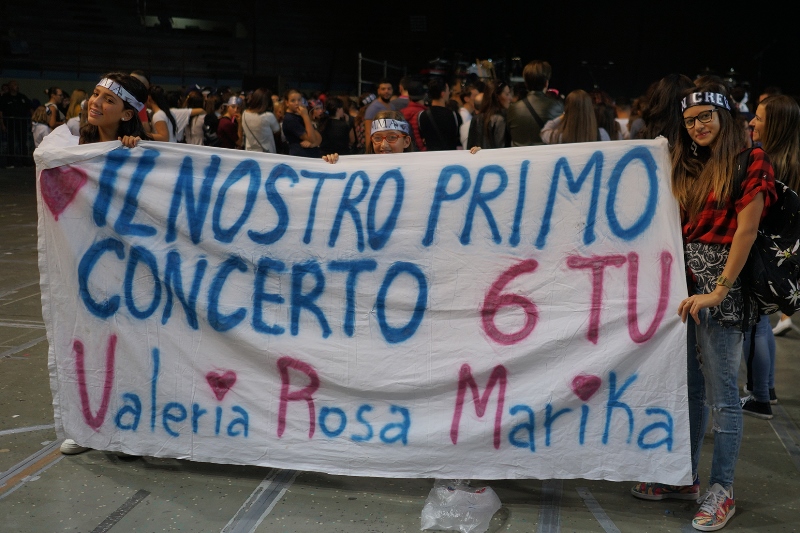 IL NOSTRO PRIMO
CONCERTO 6 TU
Valeria Rosa Marika